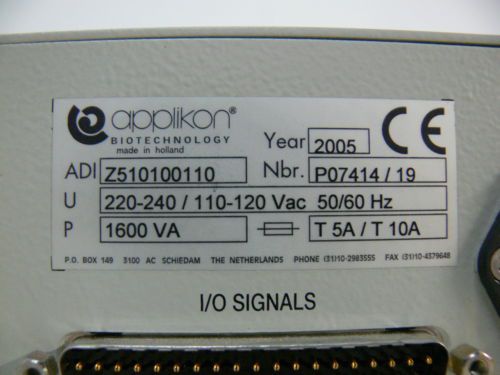 applikon®
BIOTECHNOLOGY
made in holland
Year 2005 CE
ADI Z510100110 Nbr. P07414 / 19
U 220-240 / 110-120 Vac 50/60 Hz
P 1600 VA T 5A / T 10A
P.O. BOX 149 3100 AC SCHIEDAM THE NETHERLANDS PHONE (31)10-2983555 FAX (31)10-4379648
I/O SIGNALS